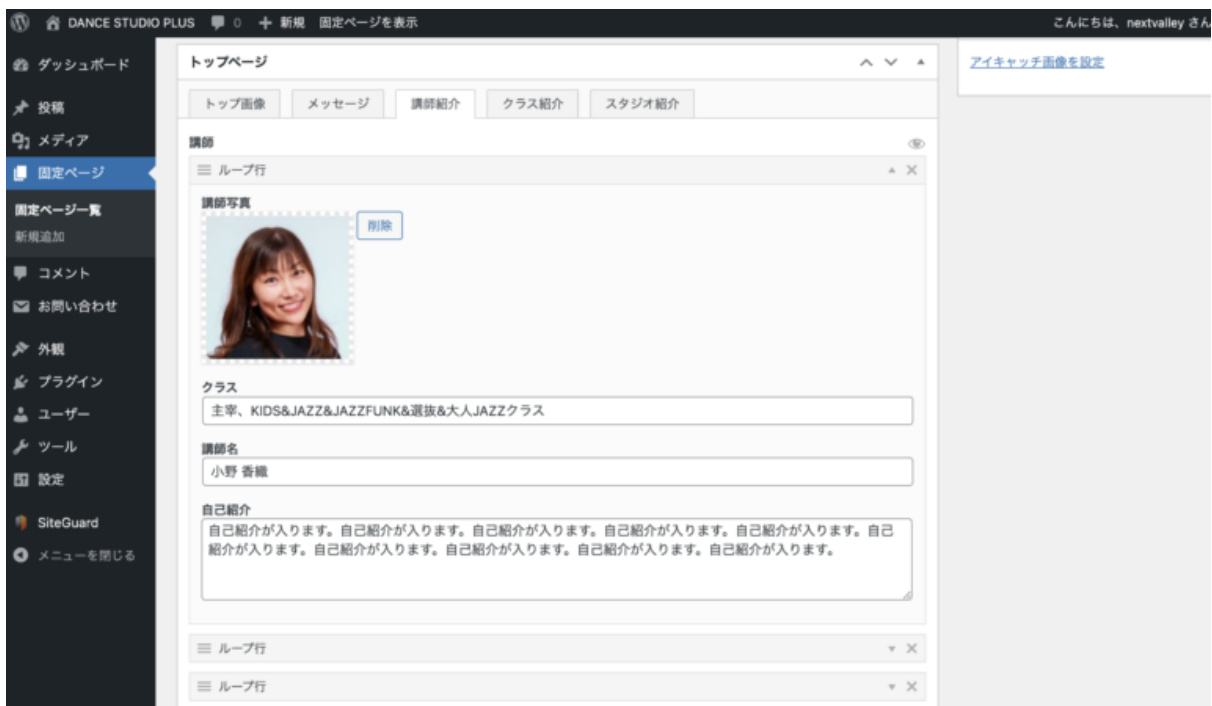 DANCE STUDIO PLUS 0 新規 固定ページを表示 こんにちは、nextvalley さん
ダッシュボード
投稿
メディア
固定ページ
固定ページ一覧
新規追加
コメント
お問い合わせ
外観
プラグイン
ユーザー
ツール
設定
SiteGuard
メニューを閉じる
トップページ
トップ画像 メッセージ 講師紹介 クラス紹介 スタジオ紹介
講師
ループ行
講師写真
削除
クラス
主宰、KIDS&JAZZ&JAZZFUNK&選抜&大人JAZZクラス
講師名
小野 香織
自己紹介
自己紹介が入ります。自己紹介が入ります。自己紹介が入ります。自己紹介が入ります。自己紹介が入ります。自己
紹介が入ります。自己紹介が入ります。自己紹介が入ります。自己紹介が入ります。自己紹介が入ります。
ループ行
ループ行
アイキャッチ画像を設定